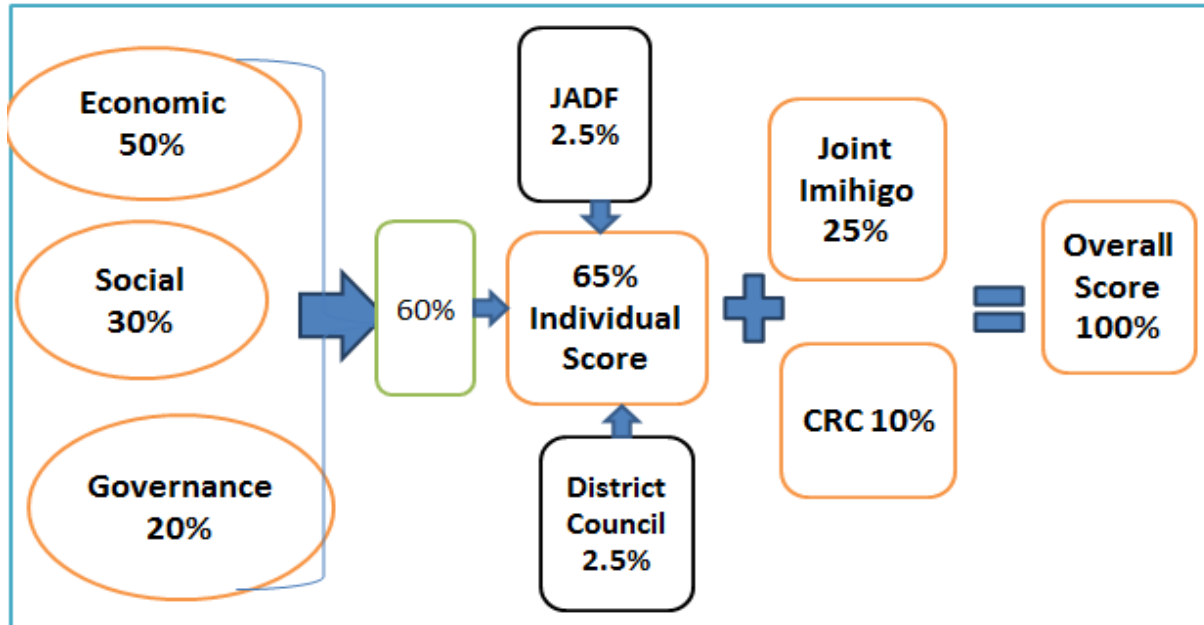 Economic
50%
Social
30%
Governance
20%
60%
JADF
2.5%
65%
Individual
Score
District
Council
2.5%
Joint
Imihigo
25%
CRC 10%
Overall
Score
100%